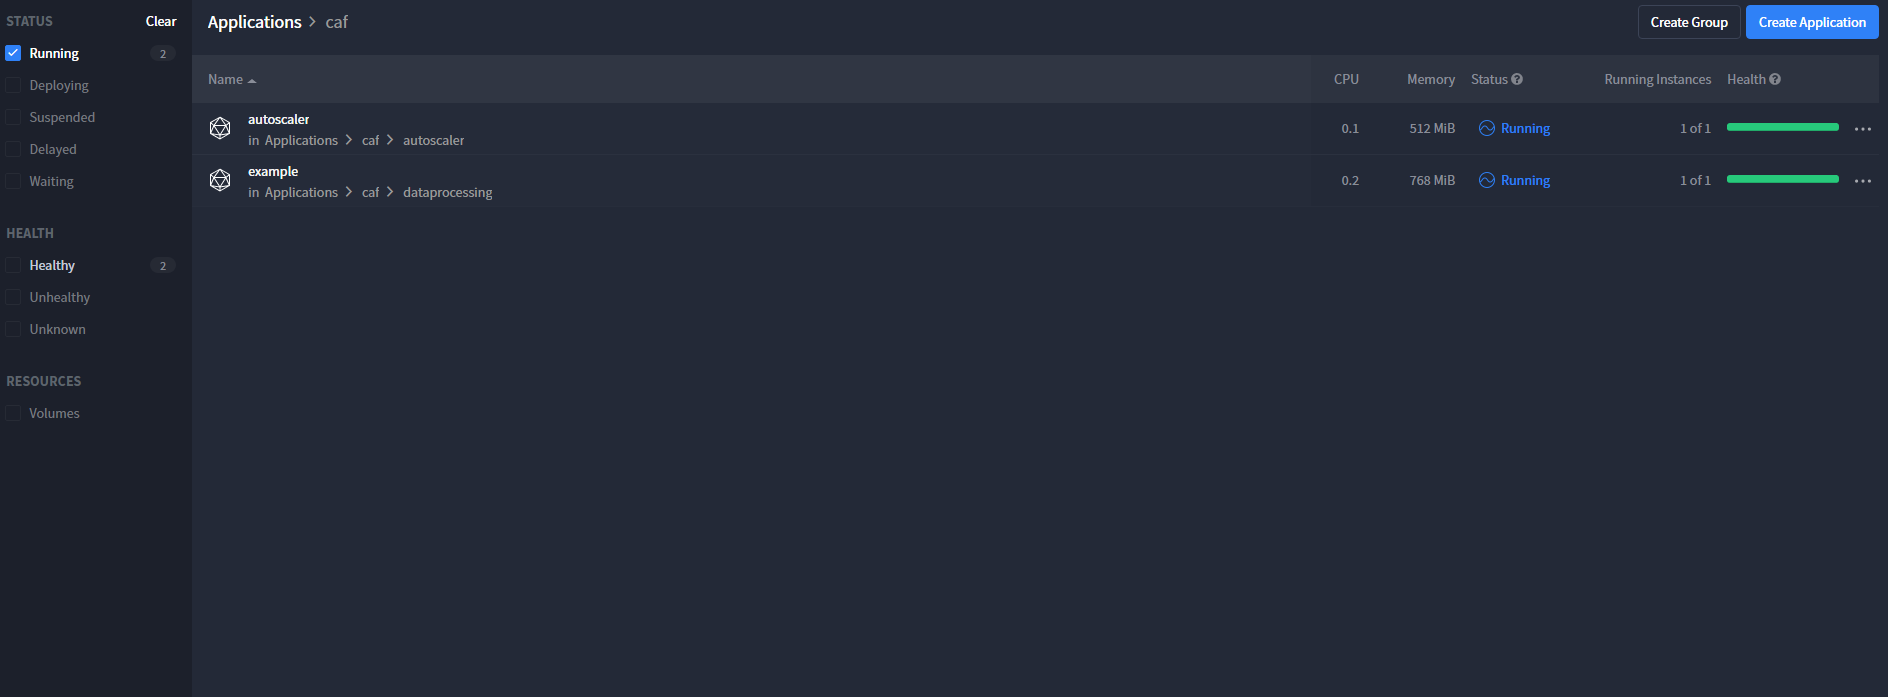 STATUS Clear
Running 2
Deploying
Suspended
Delayed
Waiting
HEALTH
Healthy 2
Unhealthy
Unknown
RESOURCES
Volumes
Applications > caf
Create Group Create Application
Name CPU Memory Status Running Instances Health
autoscaler
in Applications > caf > autoscaler
0.1 512 MiB Running 1 of 1
example
in Applications > caf > dataprocessing
0.2 768 MiB Running 1 of 1